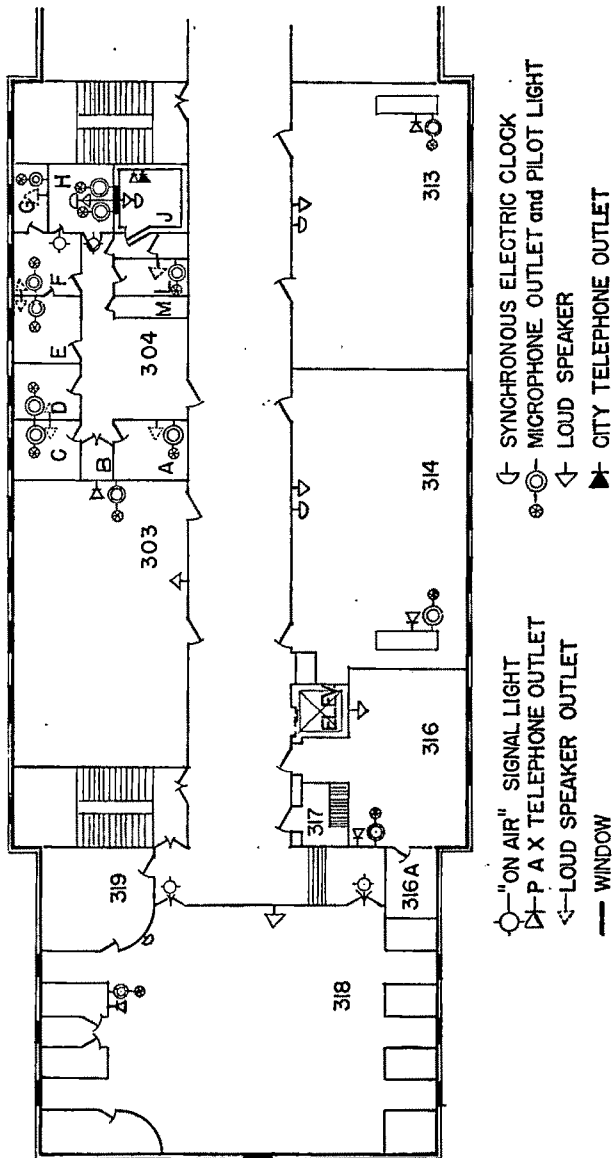 G
H
J
F
L
E
M
304
D
C
B
A
303
313
314
ELEV.
316
317
316A
319
318
"ON AIR" SIGNAL LIGHT
P A X TELEPHONE OUTLET
LOUD SPEAKER OUTLET
WINDOW
SYNCHRONOUS ELECTRIC CLOCK
MICROPHONE OUTLET and PILOT LIGHT
LOUD SPEAKER
CITY TELEPHONE OUTLET